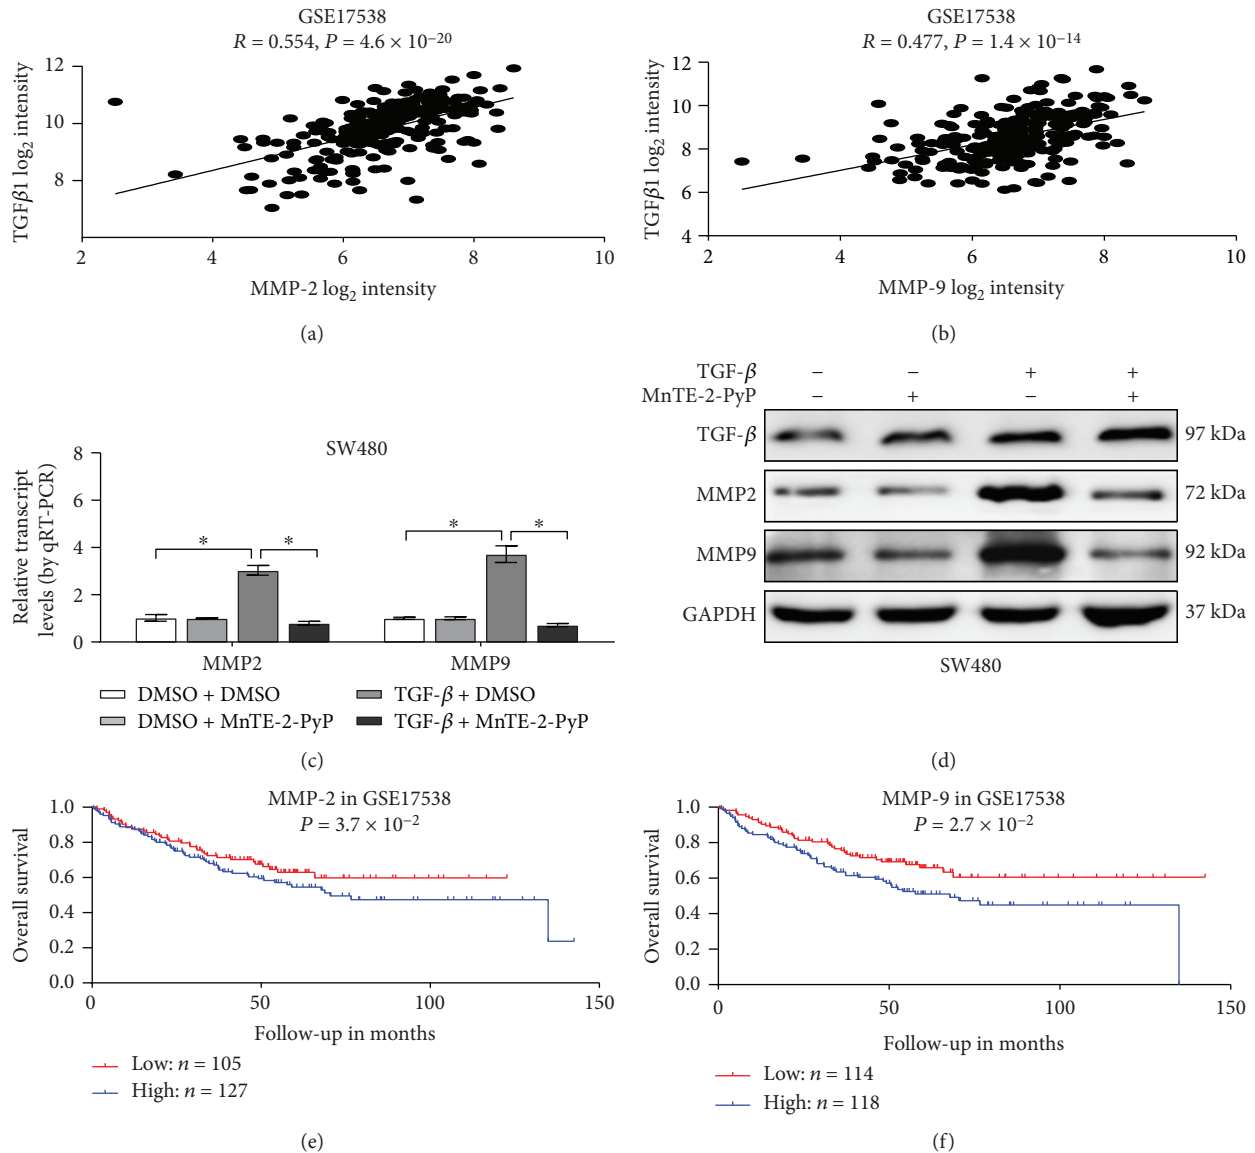 GSE17538
R = 0.554, P = 4.6 × 10⁻²⁰
TGFβ1 log₂ intensity
12
10
8
2
4
6
8
10
MMP-2 log₂ intensity
(a)
GSE17538
R = 0.477, P = 1.4 × 10⁻¹⁴
TGFβ1 log₂ intensity
12
10
8
6
4
2
4
6
8
10
MMP-9 log₂ intensity
(b)
SW480
Relative transcript
levels (by qRT-PCR)
8
6
4
2
0
* * * *
MMP2 MMP9
DMSO + DMSO
DMSO + MnTE-2-PyP
TGF-β + DMSO
TGF-β + MnTE-2-PyP
(c)
TGF-β − − + +
MnTE-2-PyP − + − +
TGF-β 97 kDa
MMP2 72 kDa
MMP9 92 kDa
GAPDH 37 kDa
SW480
(d)
MMP-2 in GSE17538
P = 3.7 × 10⁻²
Overall survival
1.0
0.8
0.6
0.4
0.2
0.0
0 50 100 150
Follow-up in months
Low: n = 105
High: n = 127
(e)
MMP-9 in GSE17538
P = 2.7 × 10⁻²
Overall survival
1.0
0.8
0.6
0.4
0.2
0.0
0 50 100 150
Follow-up in months
Low: n = 114
High: n = 118
(f)